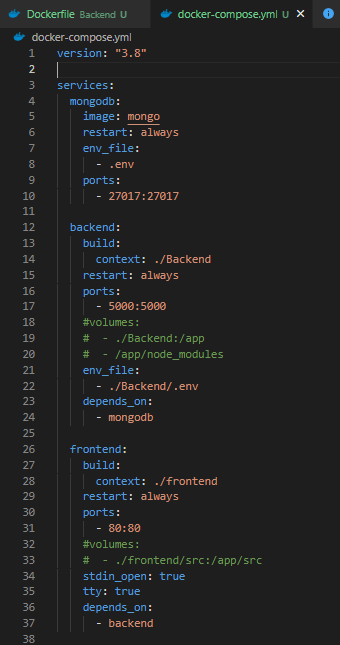 Dockerfile Backend U docker-compose.yml U
docker-compose.yml
1 version: "3.8"
2
3 services:
4 mongodb:
5 image: mongo
6 restart: always
7 env_file:
8 - .env
9 ports:
10 - 27017:27017
11
12 backend:
13 build:
14 context: ./Backend
15 restart: always
16 ports:
17 - 5000:5000
18 #volumes:
19 #  - ./Backend:/app
20 #  - /app/node_modules
21 env_file:
22 - ./Backend/.env
23 depends_on:
24 - mongodb
25
26 frontend:
27 build:
28 context: ./frontend
29 restart: always
30 ports:
31 - 80:80
32 #volumes:
33 #  - ./frontend/src:/app/src
34 stdin_open: true
35 tty: true
36 depends_on:
37 - backend
38